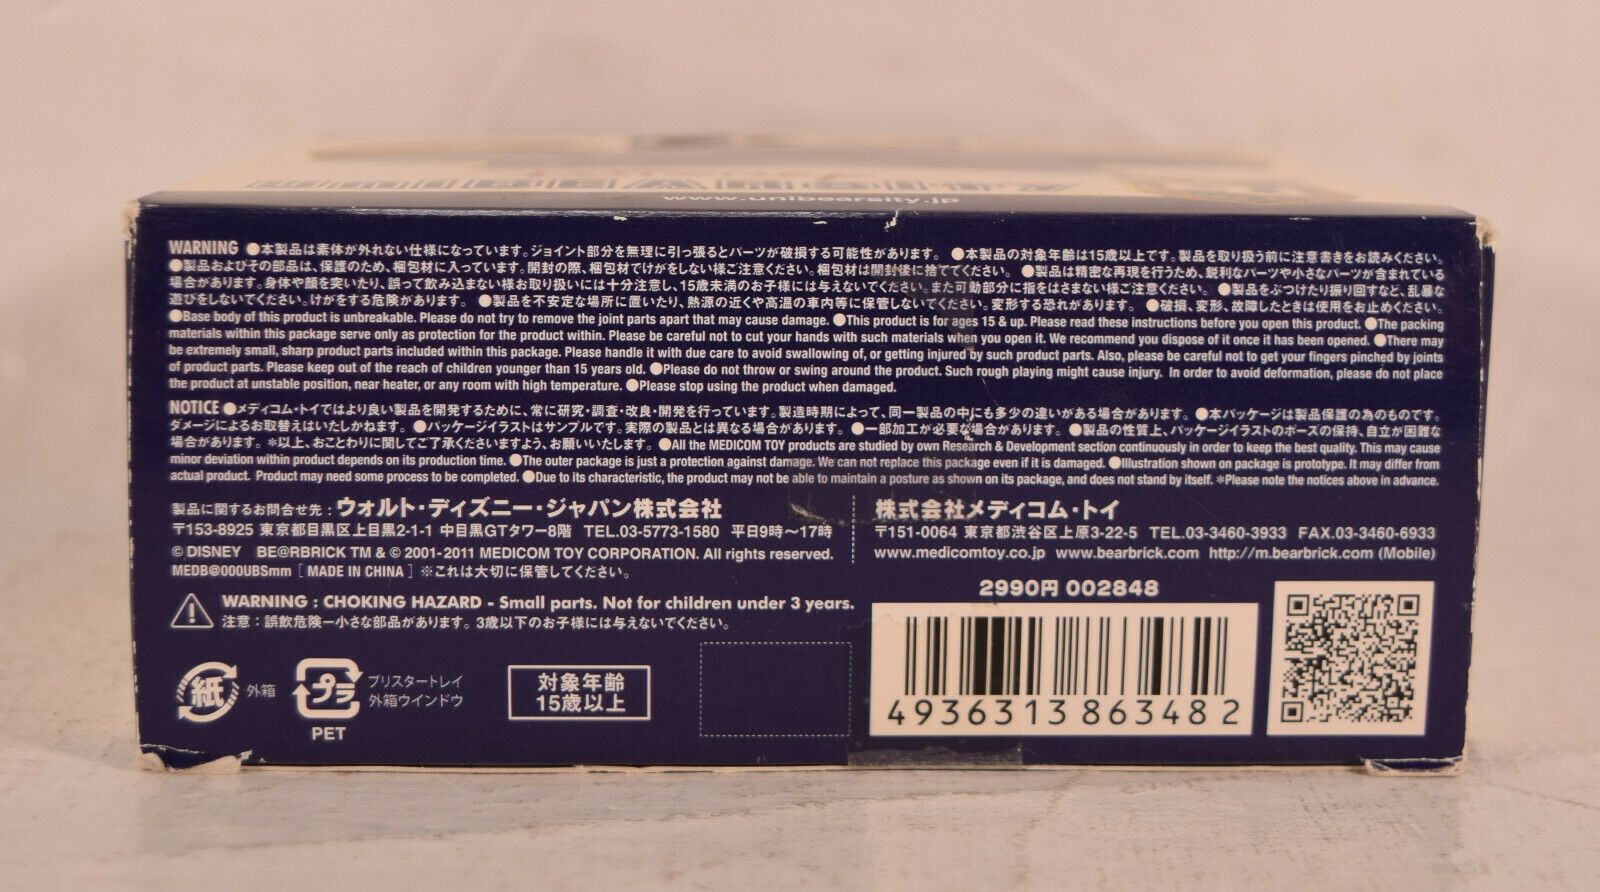 www.unibearsity.jp
WARNING ●本製品は素体が外れない仕様になっています。ジョイント部分を無理に引っ張るとパーツが破損する可能性があります。 ●本製品の対象年齢は15歳以上です。製品を取り扱う前に注意書きをお読みください。
●製品およびその部品は、保護のため、梱包材に入っています。開封の際、梱包材でけがをしない様ご注意ください。梱包材は開封後に捨ててください。 ●製品は精密な再現を行うため、鋭利なパーツや小さなパーツが含まれている
場合があります。身体や顔を突いたり、誤って飲み込まない様お取り扱いには十分注意し、15歳未満のお子様には与えないでください。また可動部分に指をはさまない様ご注意ください。 ●製品をぶつけたり振り回すなど、乱暴な
遊びをしないでください。けがをする危険があります。 ●製品を不安定な場所に置いたり、熱源の近くや高温の車内等に保管しないでください。変形する恐れがあります。 ●破損、変形、故障したときは使用をお止めください。
●Base body of this product is unbreakable. Please do not try to remove the joint parts apart that may cause damage. ●This product is for ages 15 & up. Please read these instructions before you open this product. ●The packing
materials within this package serve only as protection for the product within. Please be careful not to cut your hands with such materials when you open it. We recommend you dispose of it once it has been opened. ●There may
be extremely small, sharp product parts included within this package. Please handle it with due care to avoid swallowing of, or getting injured by such product parts. Also, please be careful not to get your fingers pinched by joints
of product parts. Please keep out of the reach of children younger than 15 years old. ●Please do not throw or swing around the product. Such rough playing might cause injury. In order to avoid deformation, please do not place
the product at unstable position, near heater, or any room with high temperature. ●Please stop using the product when damaged.
NOTICE ●メディコム・トイではより良い製品を開発するために、常に研究・調査・改良・開発を行っています。製造時期によって、同一製品の中にも多少の違いがある場合があります。 ●本パッケージは製品保護の為のものです。
ダメージによるお取替えはいたしかねます。 ●パッケージイラストはサンプルです。実際の製品とは異なる場合があります。 ●一部加工が必要な場合があります。 ●製品の性質上、パッケージイラストのポーズの保持、自立が困難な
場合があります。 ※以上、おことわりに関してご了承くださいますよう、お願いいたします。 ●All the MEDICOM TOY products are studied by own Research & Development section continuously in order to keep the best quality. This may cause
minor deviation within product depends on its production time. ●The outer package is just a protection against damage. We can not replace this package even if it is damaged. ●Illustration shown on package is prototype. It may differ from
actual product. Product may need some process to be completed. ●Due to its characteristic, the product may not be able to maintain a posture as shown on its package, and does not stand by itself. ※Please note the notices above in advance.
製品に関するお問合せ先：ウォルト・ディズニー・ジャパン株式会社
〒153-8925 東京都目黒区上目黒2-1-1 中目黒GTタワー8階 TEL.03-5773-1580 平日9時〜17時
© DISNEY BE@RBRICK TM & © 2001-2011 MEDICOM TOY CORPORATION. All rights reserved.
MEDB@000UBSmm [ MADE IN CHINA ] ※これは大切に保管してください。
株式会社メディコム・トイ
〒151-0064 東京都渋谷区上原3-22-5 TEL.03-3460-3933 FAX.03-3460-6933
www.medicomtoy.co.jp www.bearbrick.com http://m.bearbrick.com (Mobile)
WARNING : CHOKING HAZARD - Small parts. Not for children under 3 years.
注意：誤飲危険ー小さな部品があります。3歳以下のお子様には与えないでください。
2990円 002848
4936313863482
紙
外箱
プラ
PET
ブリスタートレイ
外箱ウインドウ
対象年齢
15歳以上